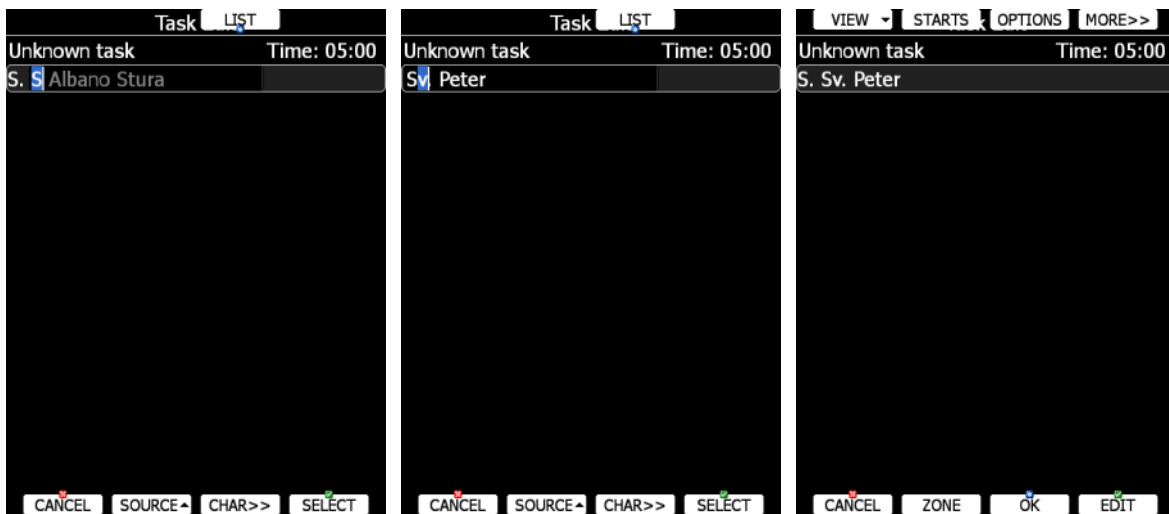 Task LIST
Unknown task Time: 05:00
S. S Albano Stura
CANCEL SOURCE CHAR>> SELECT
Task LIST
Unknown task Time: 05:00
Sv. Peter
CANCEL SOURCE CHAR>> SELECT
VIEW STARTS OPTIONS MORE>>
Unknown task Time: 05:00
S. Sv. Peter
CANCEL ZONE OK EDIT